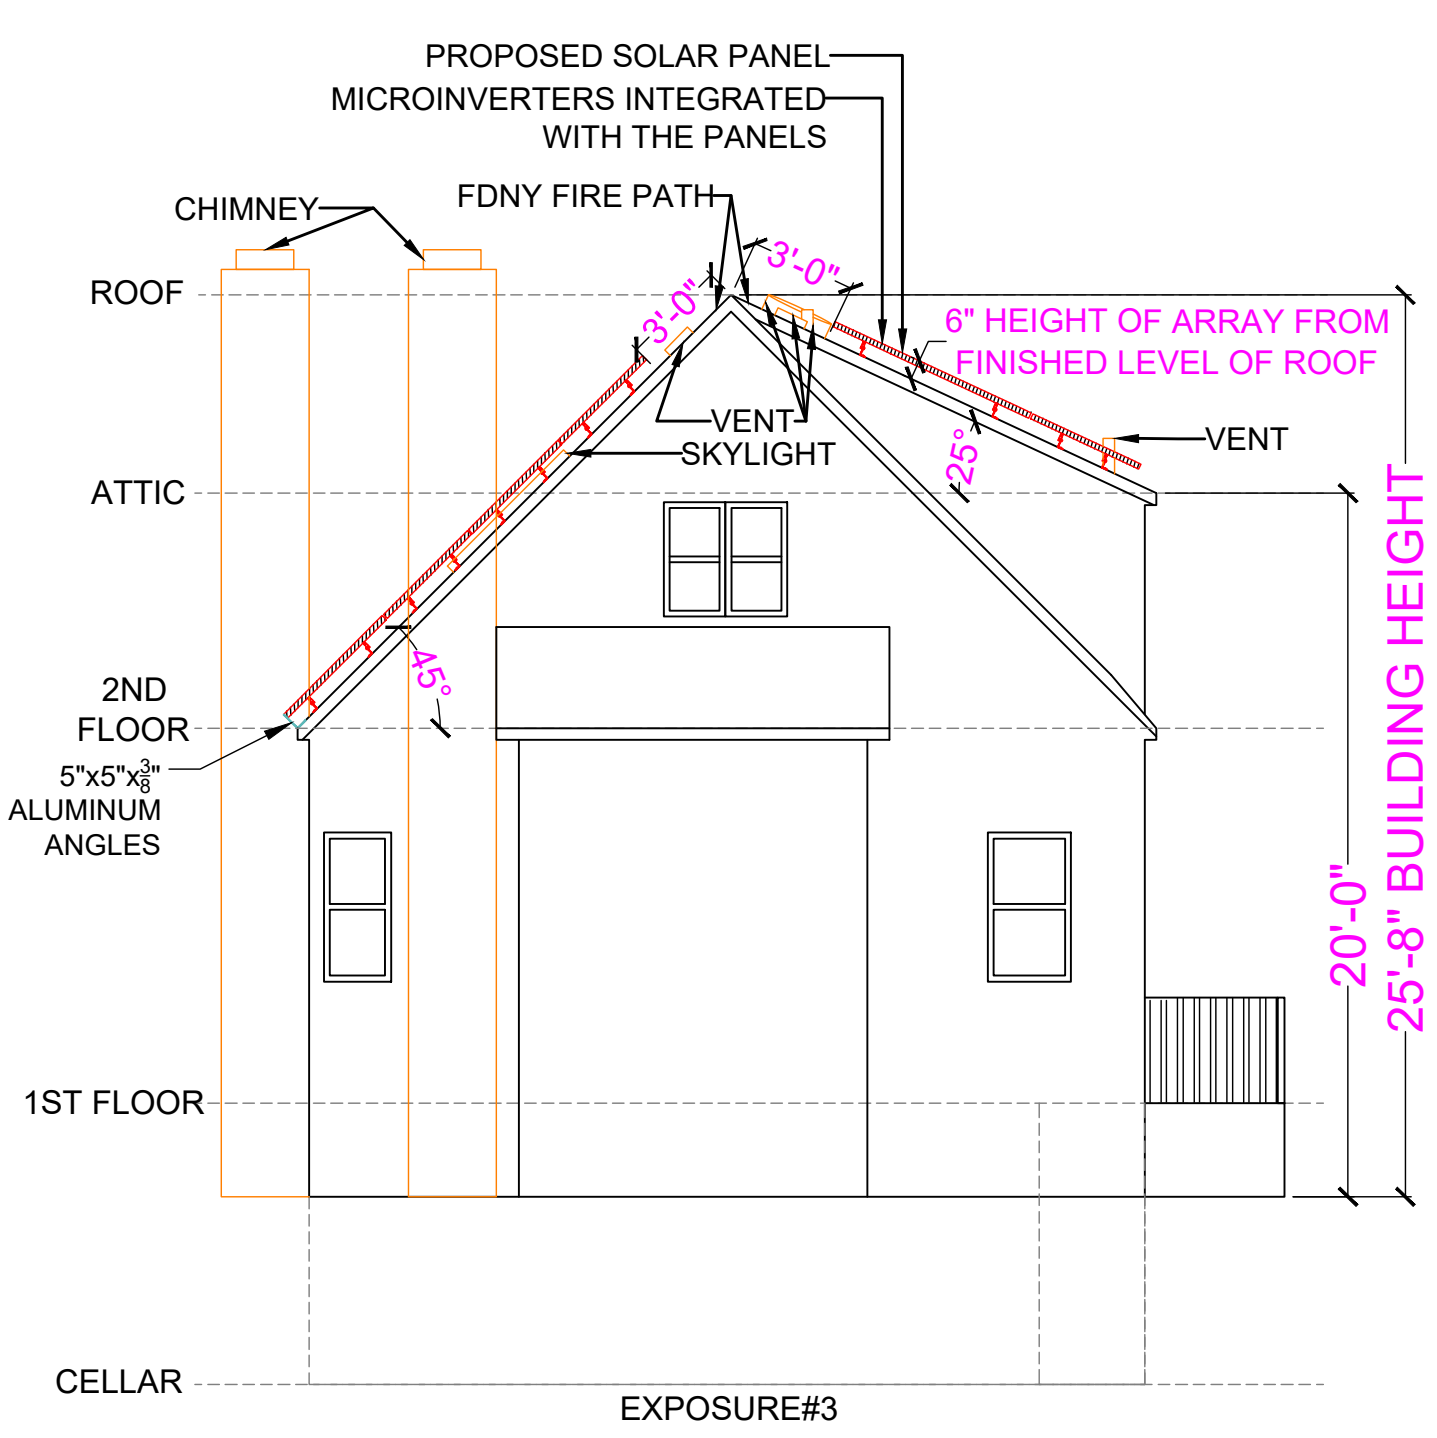 PROPOSED SOLAR PANEL
MICROINVERTERS INTEGRATED
WITH THE PANELS
FDNY FIRE PATH
CHIMNEY
3'-0"
3'-0"
ROOF
6" HEIGHT OF ARRAY FROM
FINISHED LEVEL OF ROOF
VENT
SKYLIGHT
VENT
25°
ATTIC
45°
2ND
FLOOR
5"x5"x3/8"
ALUMINUM
ANGLES
20'-0"
25'-8" BUILDING HEIGHT
1ST FLOOR
CELLAR
EXPOSURE#3